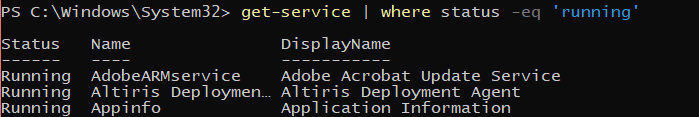 PS C:\Windows\System32> get-service | where status -eq 'running'
Status   Name               DisplayName
------   ----               -----------
Running  AdobeARMservice    Adobe Acrobat Update Service
Running  Altiris Deploymen… Altiris Deployment Agent
Running  Appinfo            Application Information